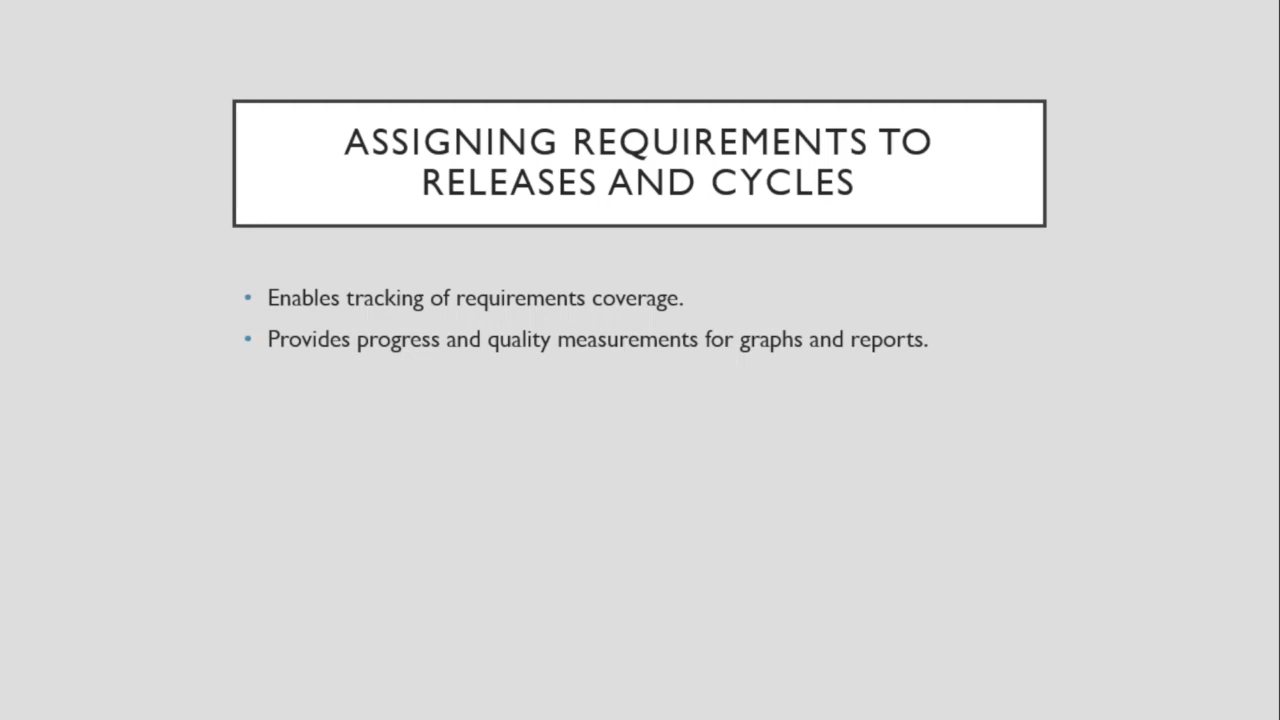 ASSIGNING REQUIREMENTS TO
RELEASES AND CYCLES
• Enables tracking of requirements coverage.
• Provides progress and quality measurements for graphs and reports.